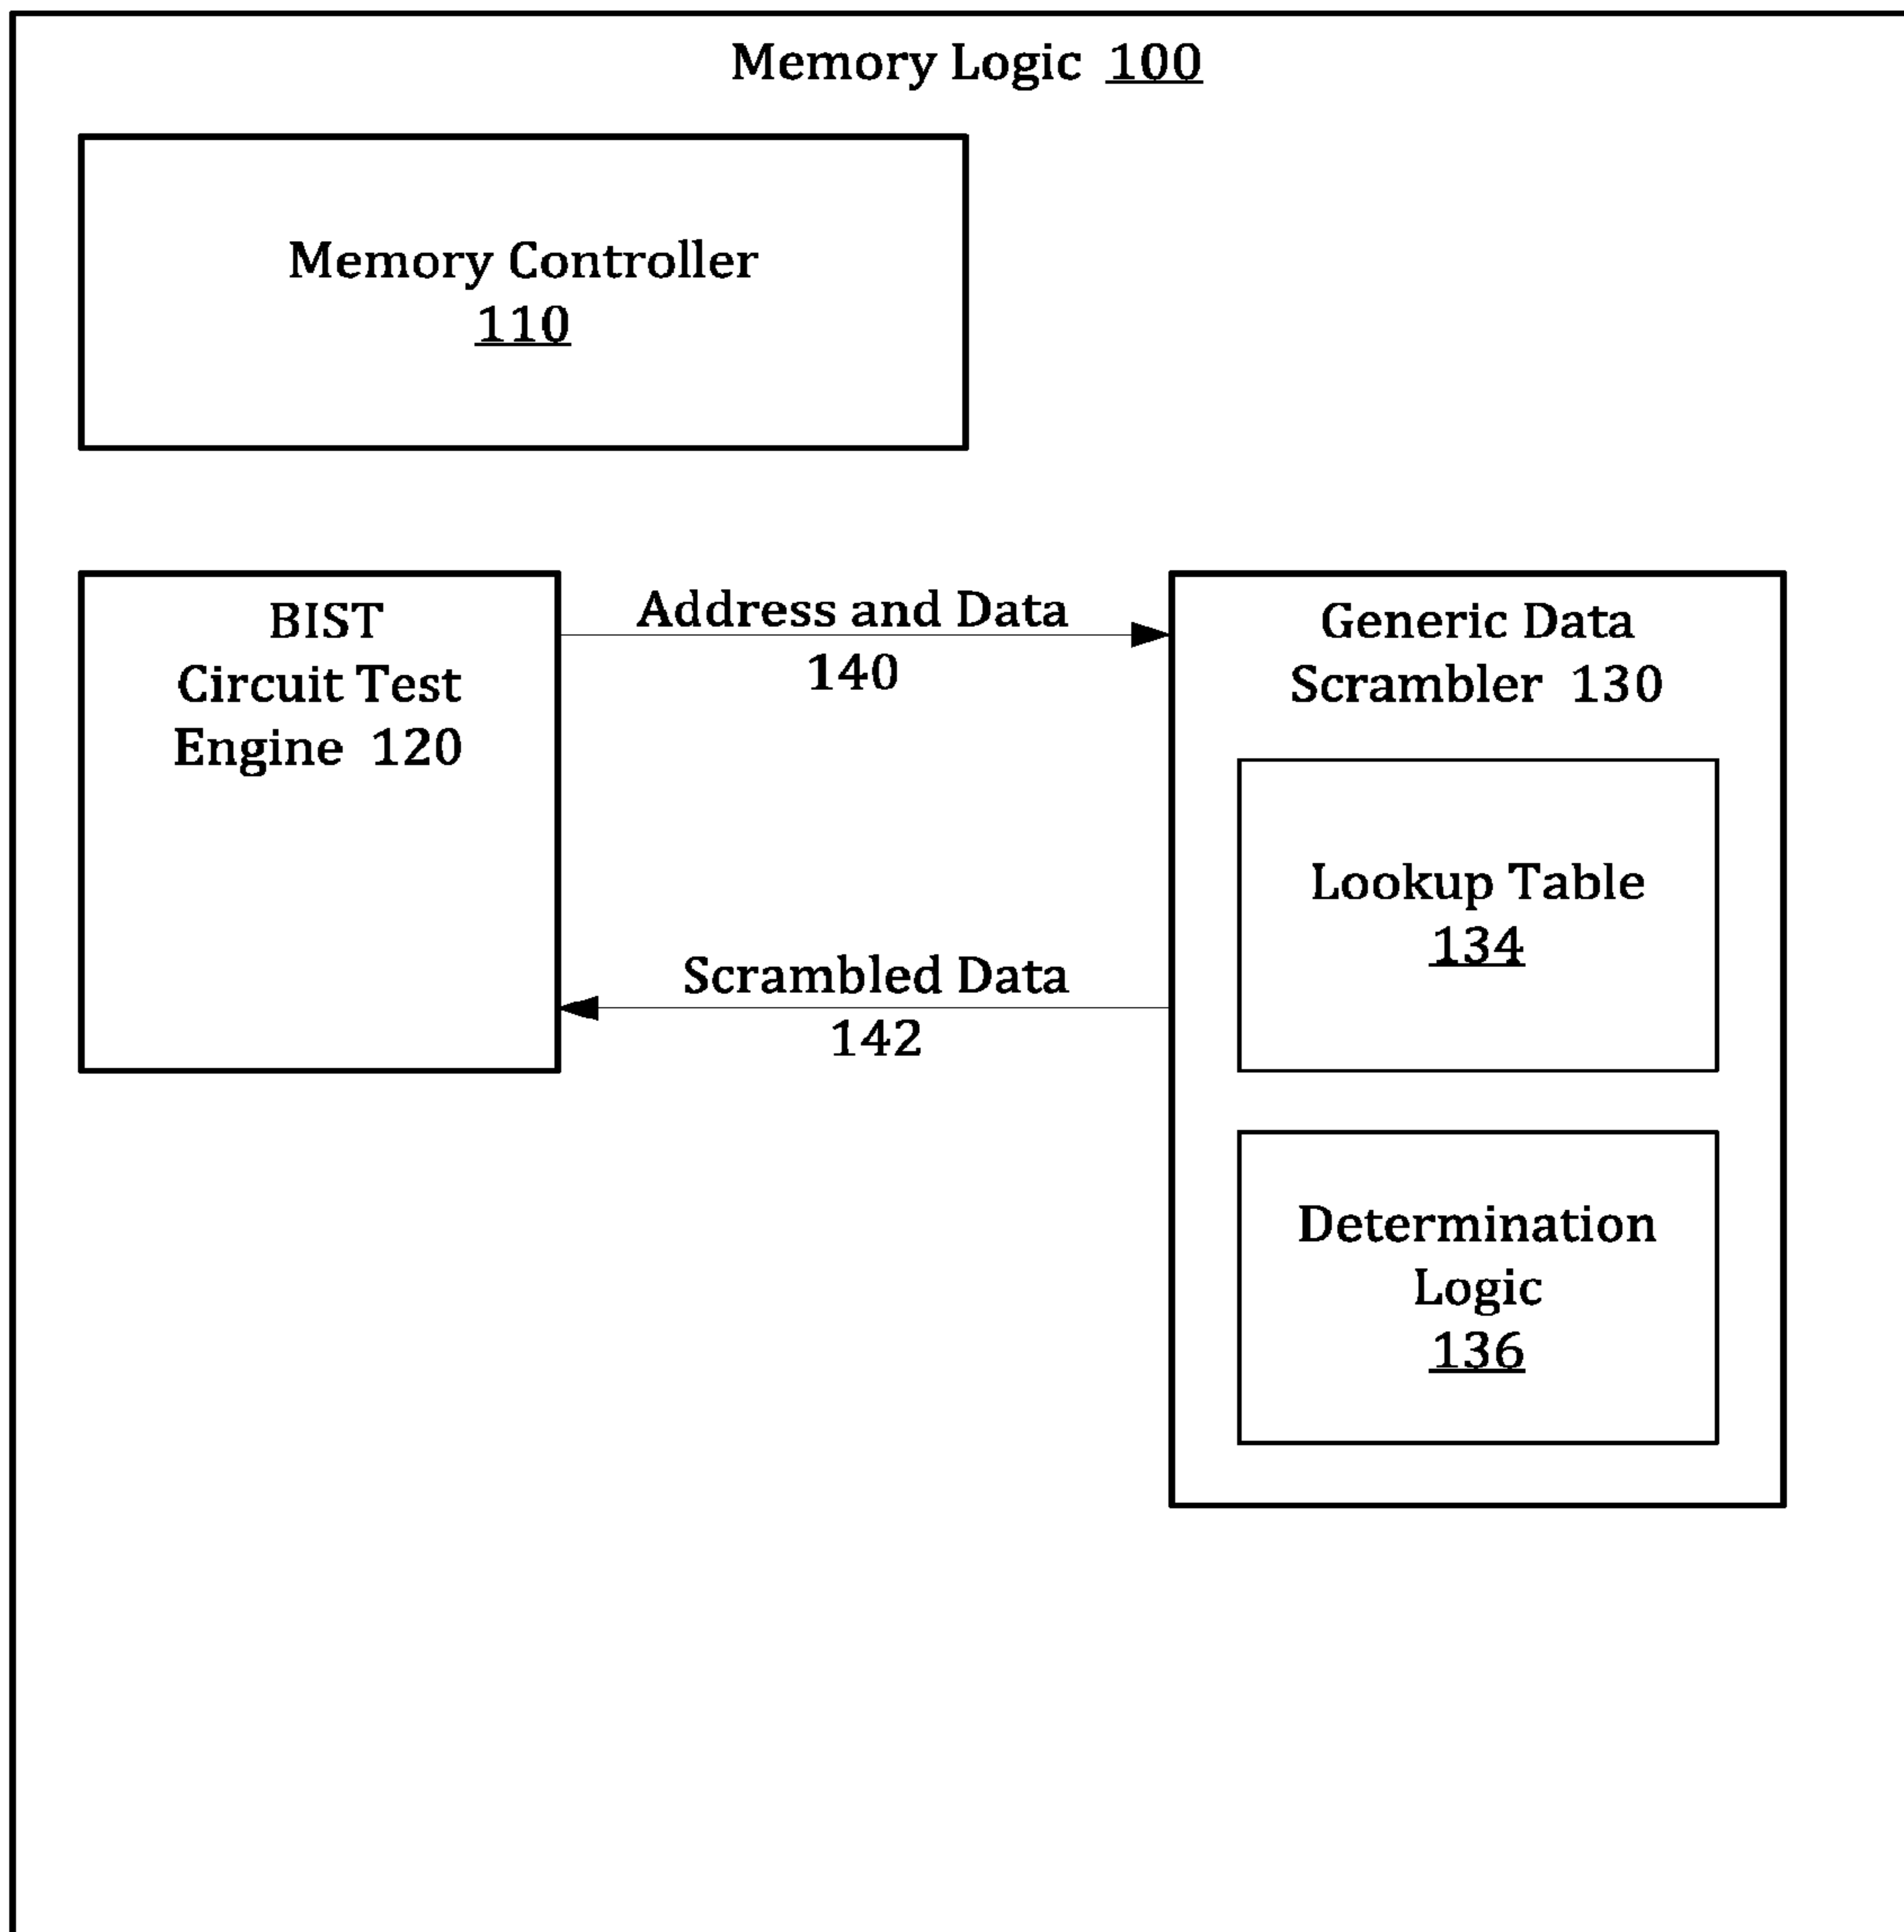 Memory Logic 100
Memory Controller
110
BIST
Circuit Test
Engine 120
Address and Data
140
Scrambled Data
142
Generic Data
Scrambler 130
Lookup Table
134
Determination
Logic
136